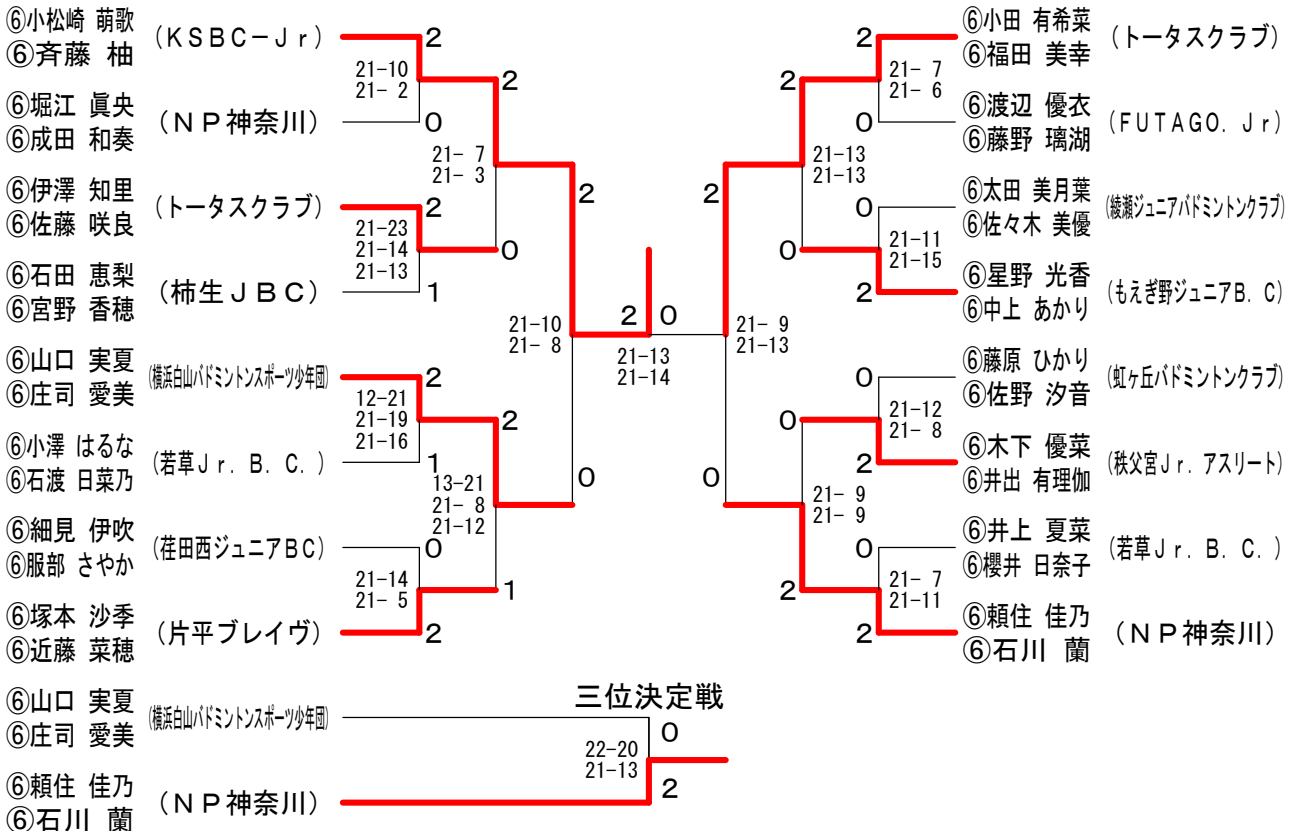 ⑥小松崎 萌歌
⑥斉藤 柚
(KSBC－Jr)
2
21-10
21- 2
⑥堀江 眞央
⑥成田 和奏
(ＮＰ神奈川)
0
2
21- 7
21- 3
⑥伊澤 知里
⑥佐藤 咲良
(トータスクラブ)
2
21-23
21-14
21-13
0
⑥石田 恵梨
⑥宮野 香穂
(柿生ＪＢＣ)
1
2
21-10
21- 8
⑥山口 実夏
⑥庄司 愛美
(横浜白山バドミントンスポーツ少年団)
2
12-21
21-19
21-16
2
⑥小澤 はるな
⑥石渡 日菜乃
(若草Ｊr. Ｂ. Ｃ. )
1
13-21
21- 8
21-12
0
⑥細見 伊吹
⑥服部 さやか
(荏田西ジュニアBC)
0
21-14
21- 5
1
⑥塚本 沙季
⑥近藤 菜穂
(片平ブレイヴ)
2
2 0
21-13
21-14
⑥小田 有希菜
⑥福田 美幸
(トータスクラブ)
2
21- 7
21- 6
2
⑥渡辺 優衣
⑥藤野 璃湖
(FUTAGO. Jr)
0
21-13
21-13
2
⑥太田 美月葉
⑥佐々木 美優
(綾瀬ジュニアバドミントンクラブ)
0
21-11
21-15
0
⑥星野 光香
⑥中上 あかり
(もえぎ野ジュニアB. C)
2
21- 9
21-13
⑥藤原 ひかり
⑥佐野 汐音
(虹ヶ丘バドミントンクラブ)
0
21-12
21- 8
0
⑥木下 優菜
⑥井出 有理伽
(秩父宮Ｊr. アスリート)
2
0
21- 9
21- 9
⑥井上 夏菜
⑥櫻井 日奈子
(若草Ｊr. Ｂ. Ｃ. )
0
21- 7
21-11
2
⑥頼住 佳乃
⑥石川 蘭
(ＮＰ神奈川)
2
三位決定戦
⑥山口 実夏
⑥庄司 愛美
(横浜白山バドミントンスポーツ少年団)
0
22-20
21-13
⑥頼住 佳乃
⑥石川 蘭
(ＮＰ神奈川)
2